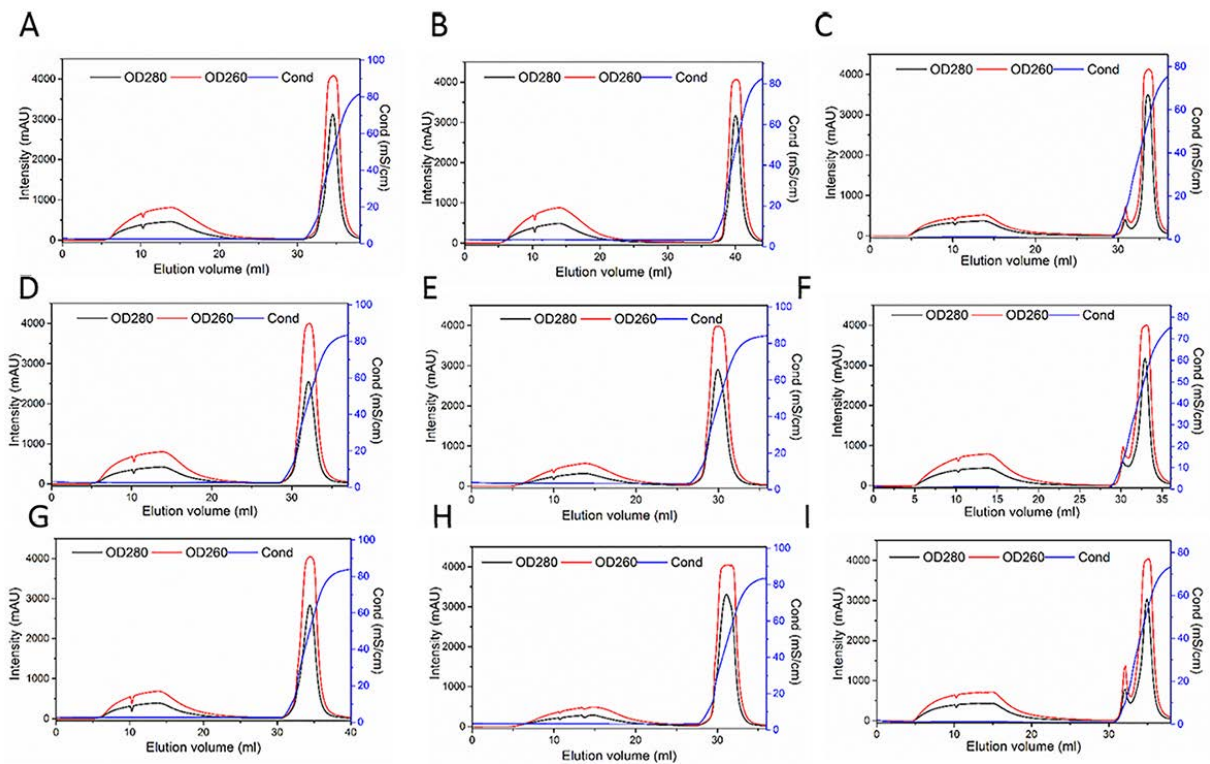 A
OD280 OD260 Cond
Intensity (mAU)
4000
3000
2000
1000
0
0 10 20 30
Elution volume (ml)
100
80
60
40
20
0
Cond (mS/cm)
B
OD280 OD260 Cond
Intensity (mAU)
4000
3000
2000
1000
0
0 10 20 30 40
Elution volume (ml)
80
60
40
20
0
Cond (mS/cm)
C
OD280 OD260 Cond
Intensity (mAU)
4000
3000
2000
1000
0
0 10 20 30
Elution volume (ml)
80
60
40
20
0
Cond (mS/cm)
D
OD280 OD260 Cond
Intensity (mAU)
4000
3000
2000
1000
0
0 10 20 30
Elution volume (ml)
100
80
60
40
20
0
Cond (mS/cm)
E
OD280 OD260 Cond
Intensity (mAU)
4000
3000
2000
1000
0
0 10 20 30
Elution volume (ml)
100
80
60
40
20
0
Cond (mS/cm)
F
OD280 OD260 Cond
Intensity (mAU)
4000
3000
2000
1000
0
0 5 10 15 20 25 30 35
Elution volume (ml)
80
75
60
50
40
30
20
10
0
Cond (mS/cm)
G
OD280 OD260 Cond
Intensity (mAU)
4000
3000
2000
1000
0
0 10 20 30 40
Elution volume (ml)
80
60
40
20
0
Cond (mS/cm)
H
OD280 OD260 Cond
Intensity (mAU)
4000
3000
2000
1000
0
0 10 20 30
Elution volume (ml)
100
80
60
40
20
0
Cond (mS/cm)
I
OD280 OD260 Cond
Intensity (mAU)
4000
3000
2000
1000
0
0 10 20 30
Elution volume (ml)
80
60
40
20
0
Cond (mS/cm)